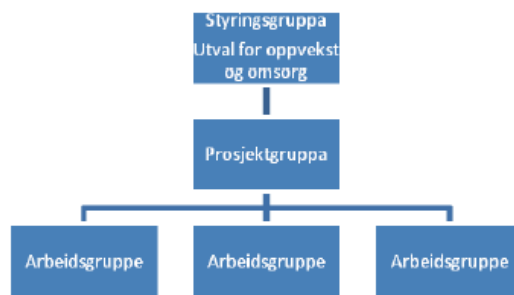 Styringsgruppa
Utval for oppvekst
og omsorg
Prosjektgruppa
Arbeidsgruppe
Arbeidsgruppe
Arbeidsgruppe